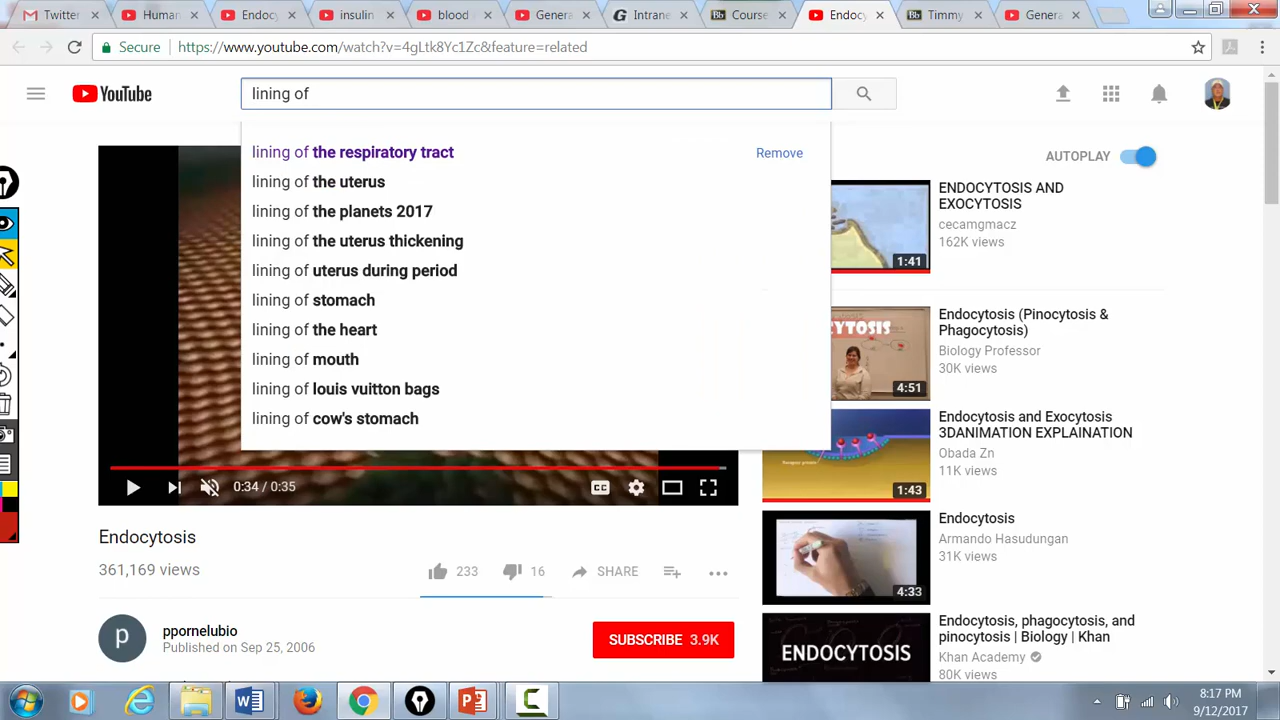 Twitter
Human
Endocy
insulin
blood
Genera
Intrane
Course
Endocy
Timmy
Genera
Secure
https://www.youtube.com/watch?v=4gLtk8Yc1Zc&feature=related
YouTube
lining of
lining of the respiratory tract
Remove
lining of the uterus
lining of the planets 2017
lining of the uterus thickening
lining of uterus during period
lining of stomach
lining of the heart
lining of mouth
lining of louis vuitton bags
lining of cow's stomach
0:34 / 0:35
CC
Endocytosis
361,169 views
233
16
SHARE
p
ppornelubio
Published on Sep 25, 2006
SUBSCRIBE 3.9K
AUTOPLAY
ENDOCYTOSIS AND
EXOCYTOSIS
cecamgmacz
162K views
1:41
CYTOSIS
Endocytosis (Pinocytosis &
Phagocytosis)
Biology Professor
30K views
4:51
Endocytosis and Exocytosis
3DANIMATION EXPLAINATION
Obada Zn
11K views
1:43
Endocytosis
Armando Hasudungan
31K views
4:33
Endocytosis, phagocytosis, and
pinocytosis | Biology | Khan
Khan Academy
80K views
ENDOCYTOSIS
8:17 PM
9/12/2017